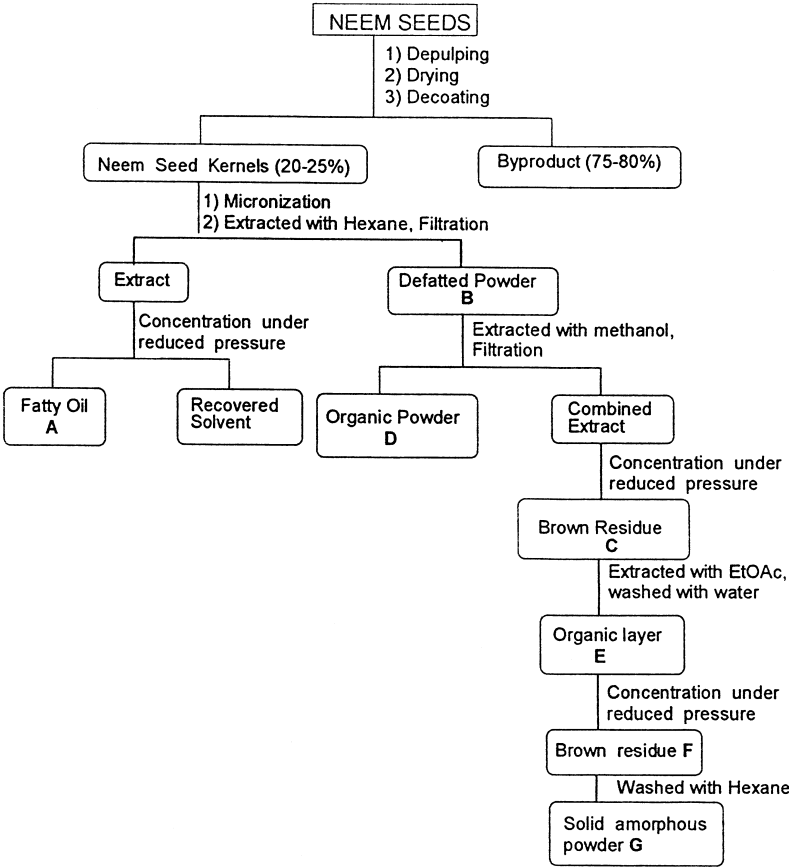 NEEM SEEDS
1) Depulping
2) Drying
3) Decoating
Neem Seed Kernels (20-25%)
Byproduct (75-80%)
1) Micronization
2) Extracted with Hexane, Filtration
Extract
Defatted Powder
B
Concentration under
reduced pressure
Extracted with methanol,
Filtration
Fatty Oil
A
Recovered
Solvent
Organic Powder
D
Combined
Extract
Concentration under
reduced pressure
Brown Residue
C
Extracted with EtOAc,
washed with water
Organic layer
E
Concentration under
reduced pressure
Brown residue F
Washed with Hexane
Solid amorphous
powder G